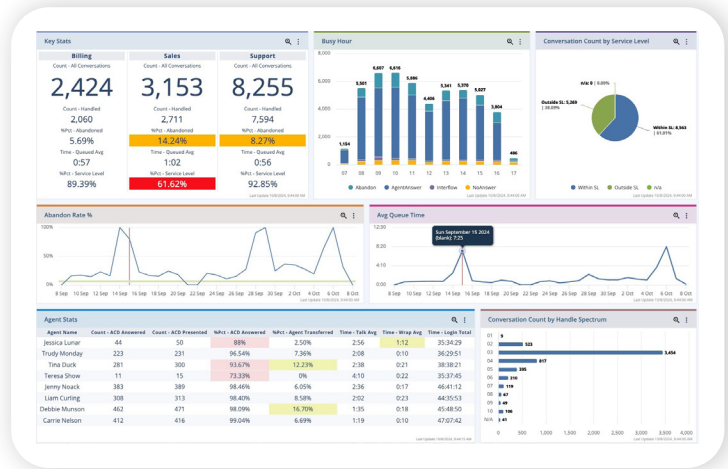 Key Stats
Billing
Count - All Conversations
2,424
Count - Handled
2,060
%Pct - Abandoned
5.69%
Time - Queued Avg
0:57
%Pct - Service Level
89.39%
Sales
Count - All Conversations
3,153
Count - Handled
2,711
%Pct - Abandoned
14.24%
Time - Queued Avg
1:02
%Pct - Service Level
61.62%
Support
Count - All Conversations
8,255
Count - Handled
7,594
%Pct - Abandoned
8.27%
Time - Queued Avg
0:56
%Pct - Service Level
92.85%
Busy Hour
8,000
6,000
4,000
2,000
0
1,154
5,501
6,607
6,616
5,886
4,456
5,341
5,376
5,027
3,804
486
07 08 09 10 11 12 13 14 15 16 17
Abandon AgentAnswer Interflow NoAnswer
Conversation Count by Service Level
n/a: 0 | 0.00%
Outside SL: 5,269
Within SL: 8,563
Within SL Outside SL n/a
Abandon Rate %
100%
50%
0%
8 Sep 10 Sep 12 Sep 14 Sep 16 Sep 18 Sep 20 Sep 22 Sep 24 Sep 26 Sep 28 Sep 30 Sep 2 Oct 4 Oct 6 Oct 8 Oct
Avg Queue Time
12:30
8:20
4:10
0:00
Sun September 15 2024
(blank): 7:25
8 Sep 10 Sep 12 Sep 14 Sep 16 Sep 18 Sep 20 Sep 22 Sep 24 Sep 26 Sep 28 Sep 30 Sep 2 Oct 4 Oct 6 Oct 8 Oct
Agent Stats
Agent Name Count - ACD Answered Count - ACD Presented %Pct - ACD Answered %Pct - Agent Transferred Time - Talk Avg Time - Wrap Avg Time - Login Total
Jessica Lunar 44 50 88% 2.50% 2:56 1:12 35:34:29
Trudy Monday 223 231 96.54% 7.36% 2:08 0:10 36:29:51
Tina Duck 281 300 93.67% 12.23% 2:38 0:21 38:38:21
Teresa Show 11 15 73.33% 0% 4:10 0:22 35:37:45
Jenny Noack 383 389 98.46% 6.05% 2:36 0:17 46:41:12
Liam Curling 308 313 98.40% 8.58% 2:02 0:23 44:35:53
Debbie Munson 462 471 98.09% 16.70% 1:35 0:18 45:48:50
Carrie Nelson 412 416 99.04% 6.69% 1:19 0:10 47:07:42
Conversation Count by Handle Spectrum
01 9
02 523
03 3,454
04 817
05 395
06 210
07 119
08 67
09 49
10 106
N/A 41
0 500 1,000 1,500 2,000 2,500 3,000 3,500 4,000